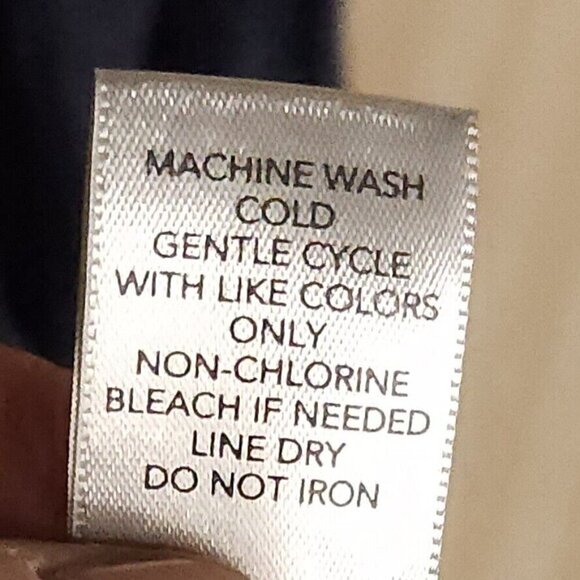 MACHINE WASH
COLD
GENTLE CYCLE
WITH LIKE COLORS
ONLY
NON-CHLORINE
BLEACH IF NEEDED
LINE DRY
DO NOT IRON